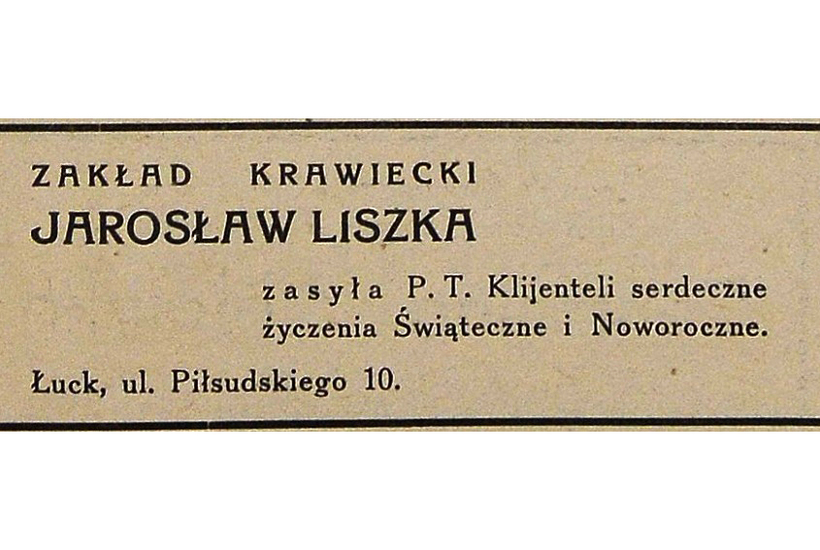 ZAKŁAD KRAWIECKI
JAROSŁAW LISZKA
zasyła P. T. Klijenteli serdeczne
życzenia Świąteczne i Noworoczne.
Łuck, ul. Piłsudskiego 10.